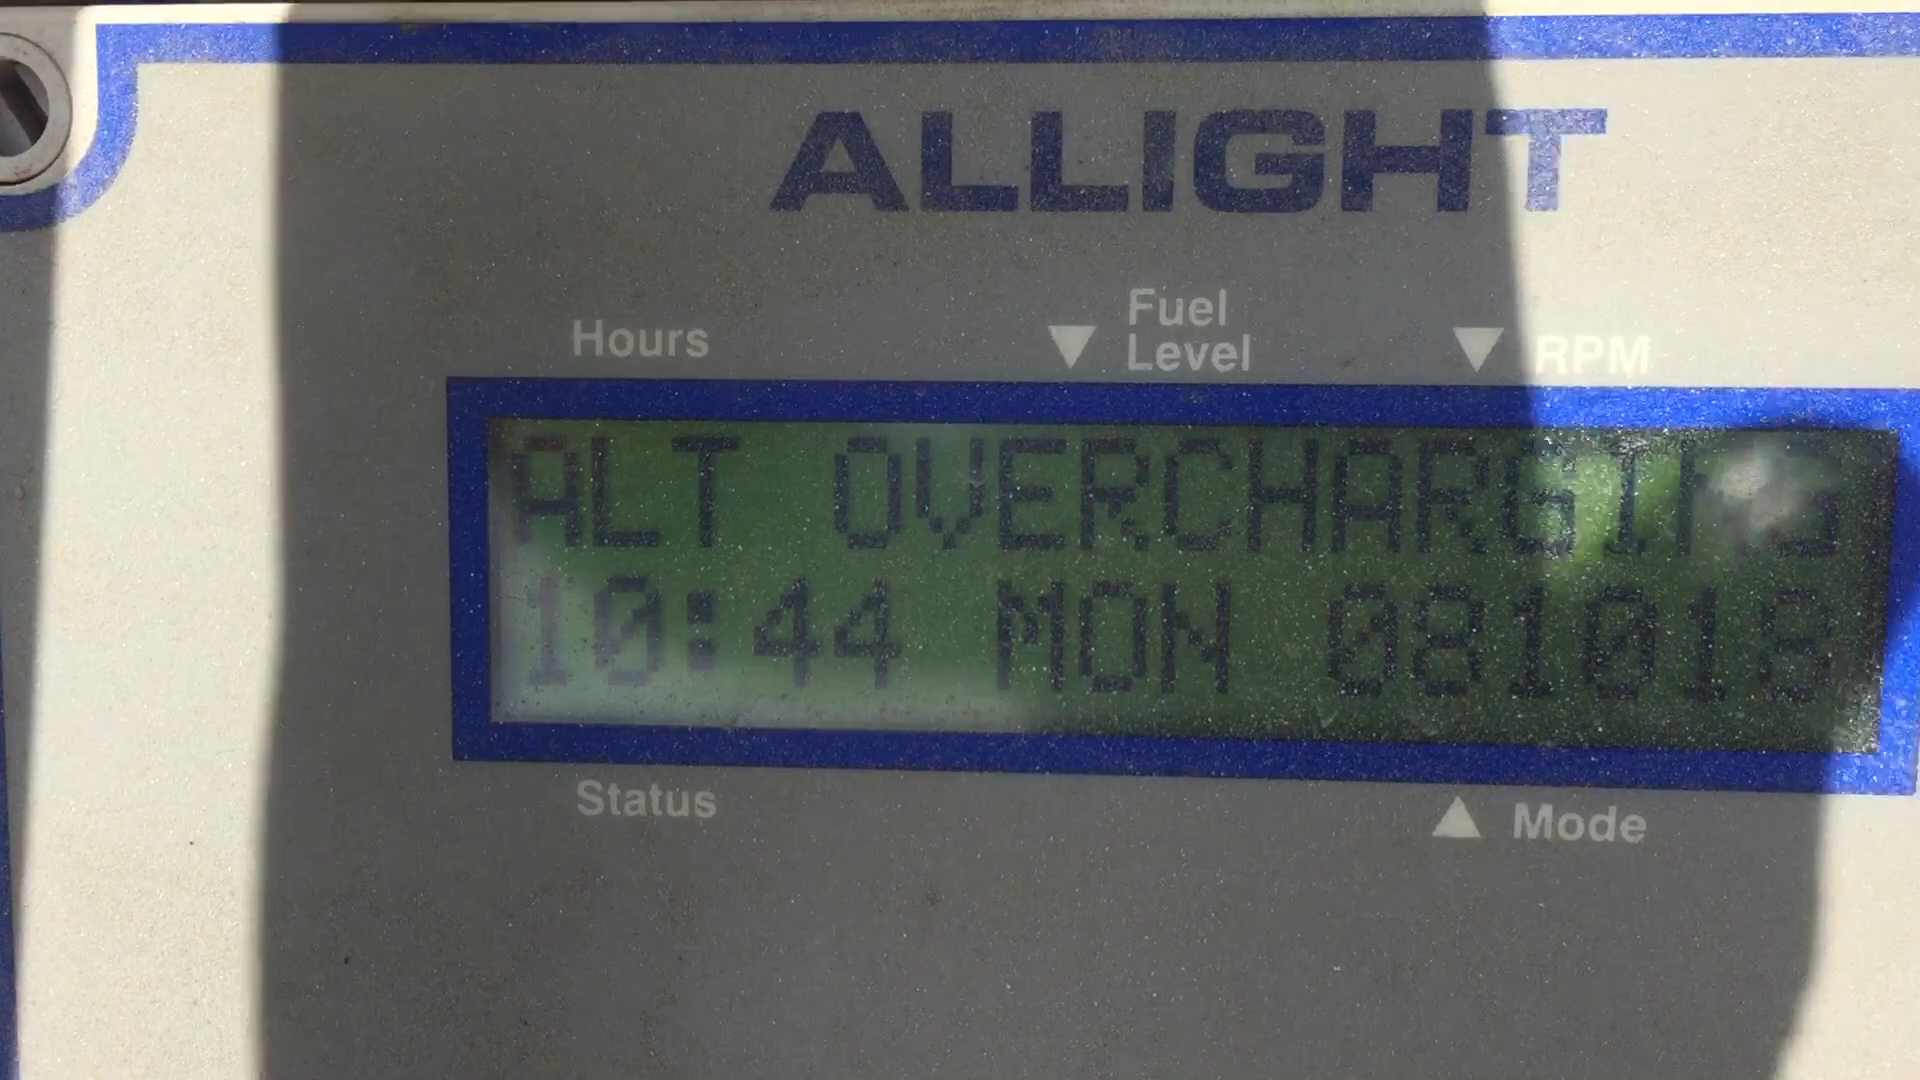 ALLIGHT
Hours
Fuel
Level
RPM
ALT OVERCHARGING
10:44 MON 081018
Status
Mode